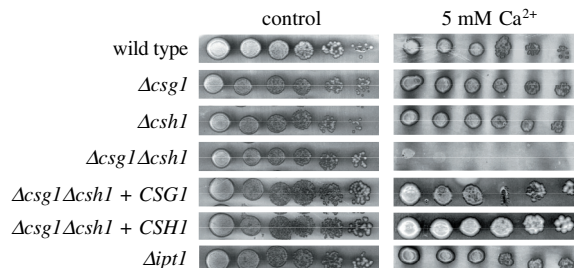 control 5 mM Ca²⁺
wild type
Δcsg1
Δcsh1
Δcsg1Δcsh1
Δcsg1Δcsh1 + CSG1
Δcsg1Δcsh1 + CSH1
Δipt1